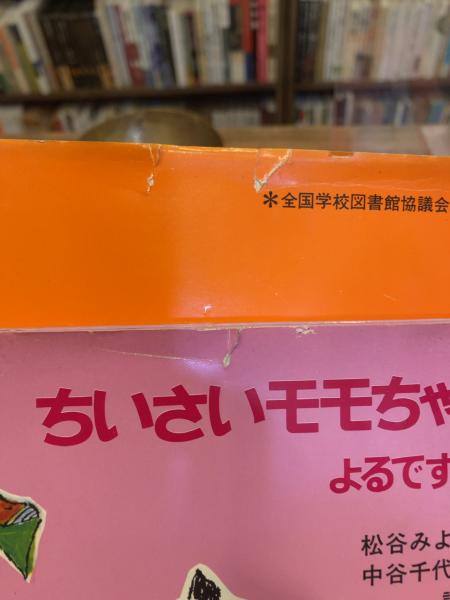 *全国学校図書館協議会
ちいさいモモちゃ
よるです
松谷みよ
中谷千代